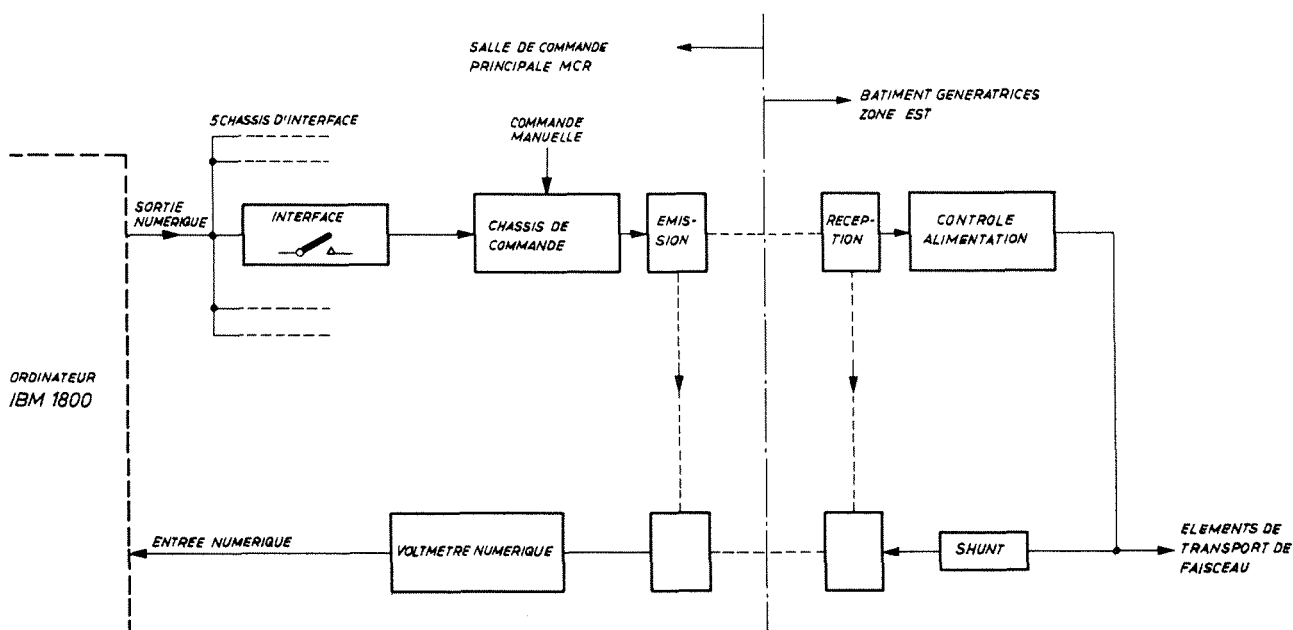 SALLE DE COMMANDE
PRINCIPALE MCR
BATIMENT GENERATRICES
ZONE EST
5 CHASSIS D'INTERFACE
COMMANDE
MANUELLE
SORTIE
NUMERIQUE
INTERFACE
CHASSIS DE
COMMANDE
EMIS-
SION
RECEP-
TION
CONTROLE
ALIMENTATION
ORDINATEUR
IBM 1800
ENTREE NUMERIQUE
VOLTMETRE NUMERIQUE
SHUNT
ELEMENTS DE
TRANSPORT DE
FAISCEAU